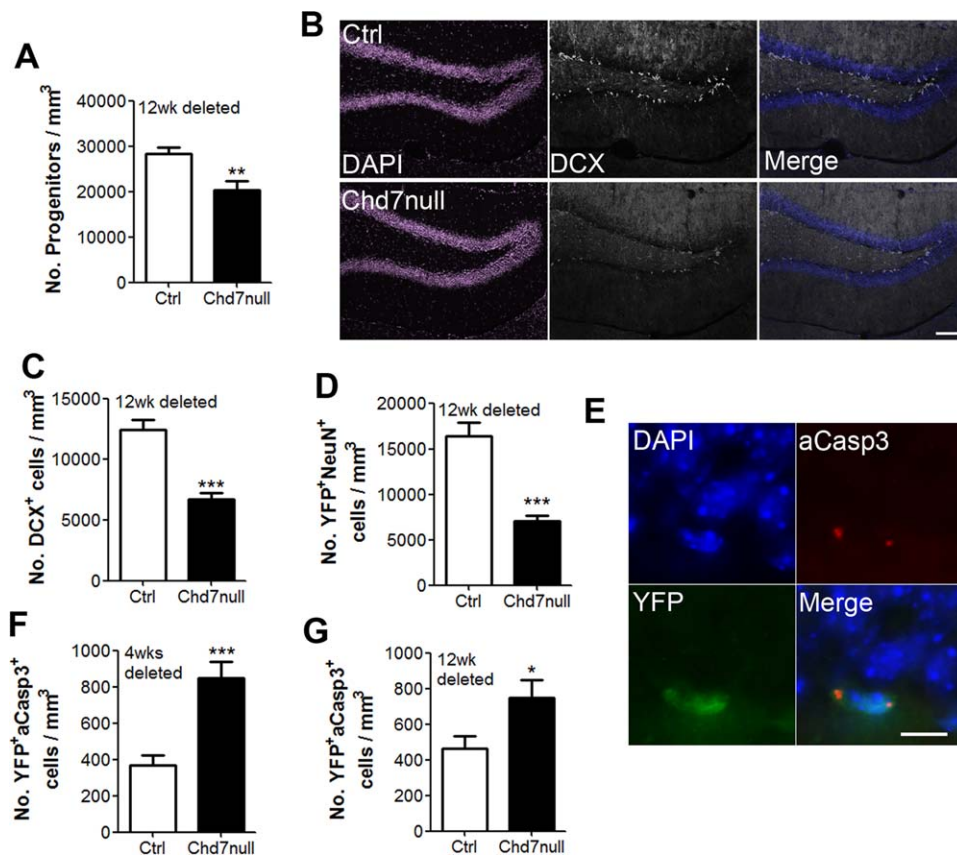 A
No. Progenitors / mm³
40000
30000
20000
10000
0
12wk deleted
**
Ctrl
Chd7null
B
Ctrl
DAPI
DCX
Merge
Chd7null
C
No. DCX⁺ cells / mm³
15000
10000
5000
0
12wk deleted
***
Ctrl
Chd7null
D
No. YFP⁺NeuN⁺
cells / mm³
20000
15000
10000
5000
0
12wk deleted
***
Ctrl
Chd7null
E
DAPI
aCasp3
YFP
Merge
F
No. YFP⁺aCasp3⁺
cells / mm³
1000
800
600
400
200
0
4wks
deleted
***
Ctrl
Chd7null
G
No. YFP⁺aCasp3⁺
cells / mm³
1000
800
600
400
200
0
12wk
deleted
*
Ctrl
Chd7null